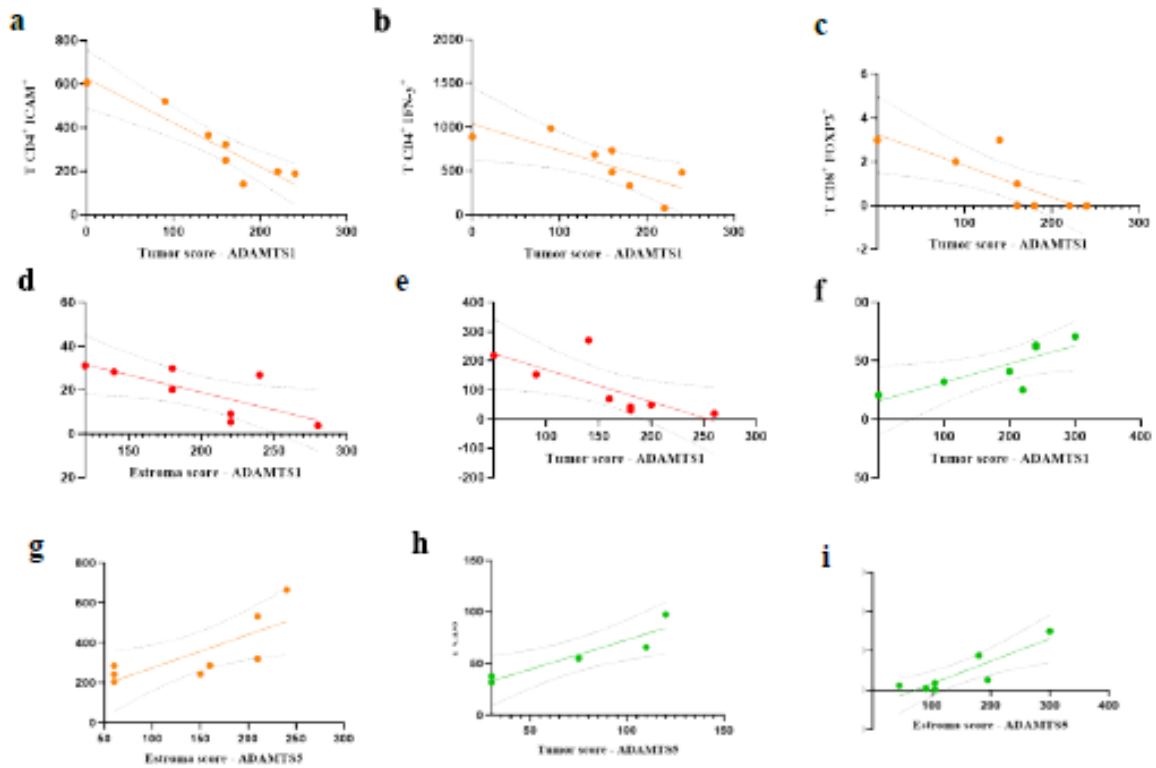 a
800
600
400
200
0
T CD4⁺ ICAM⁺
0 100 200 300
Tumor score - ADAMTS1
b
2000
1500
1000
500
0
T CD4⁺ IFN-γ⁺
0 100 200 300
Tumor score - ADAMTS1
c
6
4
2
0
-2
T CD8⁺ FOXP3⁺
100 200 300
Tumor score - ADAMTS1
d
60
40
20
0
20
150 200 250 300
Estroma score - ADAMTS1
e
400
300
200
100
0
-100
-200
100 150 200 250 300
Tumor score - ADAMTS1
f
00
50
0
50
100 200 300 400
Tumor score - ADAMTS1
g
800
600
400
200
0
50 100 150 200 250 300
Estroma score - ADAMTS5
h
150
100
50
0
50 100 150
Tumor score - ADAMTS5
i
100 200 300 400
Estroma score - ADAMTS5